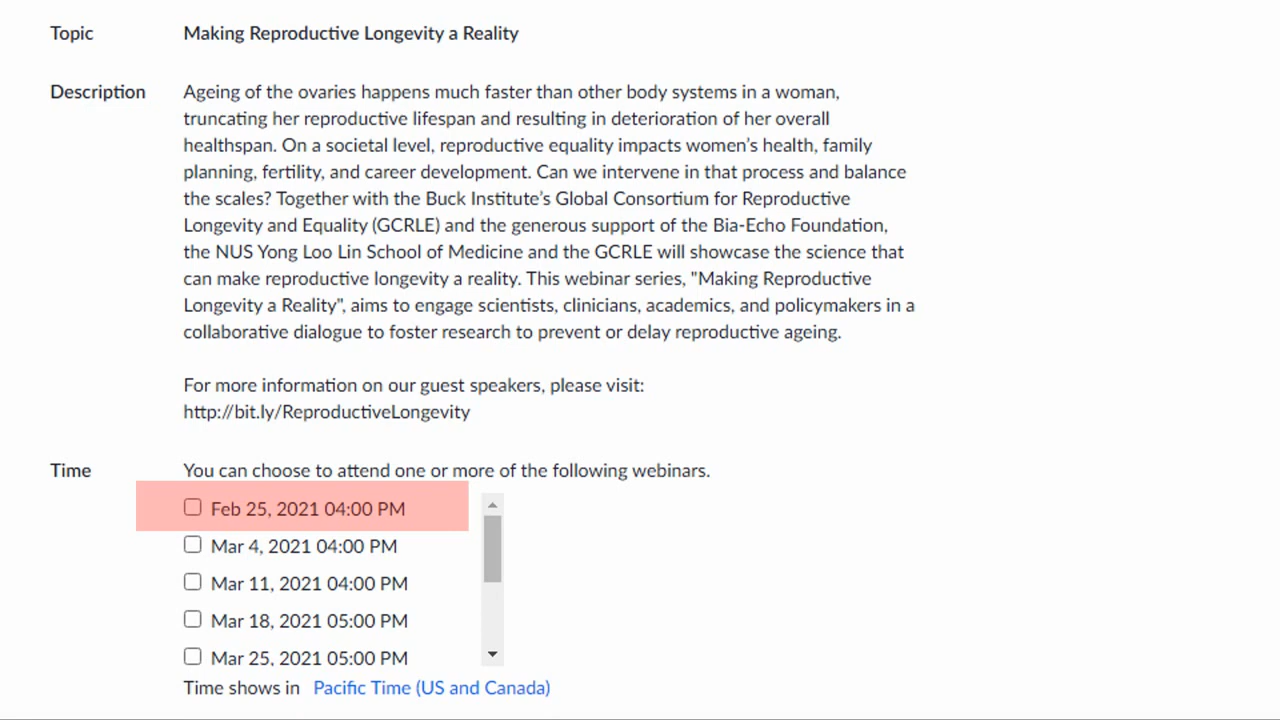 Topic Making Reproductive Longevity a Reality
Description Ageing of the ovaries happens much faster than other body systems in a woman,
truncating her reproductive lifespan and resulting in deterioration of her overall
healthspan. On a societal level, reproductive equality impacts women's health, family
planning, fertility, and career development. Can we intervene in that process and balance
the scales? Together with the Buck Institute's Global Consortium for Reproductive
Longevity and Equality (GCRLE) and the generous support of the Bia-Echo Foundation,
the NUS Yong Loo Lin School of Medicine and the GCRLE will showcase the science that
can make reproductive longevity a reality. This webinar series, "Making Reproductive
Longevity a Reality", aims to engage scientists, clinicians, academics, and policymakers in a
collaborative dialogue to foster research to prevent or delay reproductive ageing.
For more information on our guest speakers, please visit:
http://bit.ly/ReproductiveLongevity
Time You can choose to attend one or more of the following webinars.
Feb 25, 2021 04:00 PM
Mar 4, 2021 04:00 PM
Mar 11, 2021 04:00 PM
Mar 18, 2021 05:00 PM
Mar 25, 2021 05:00 PM
Time shows in Pacific Time (US and Canada)